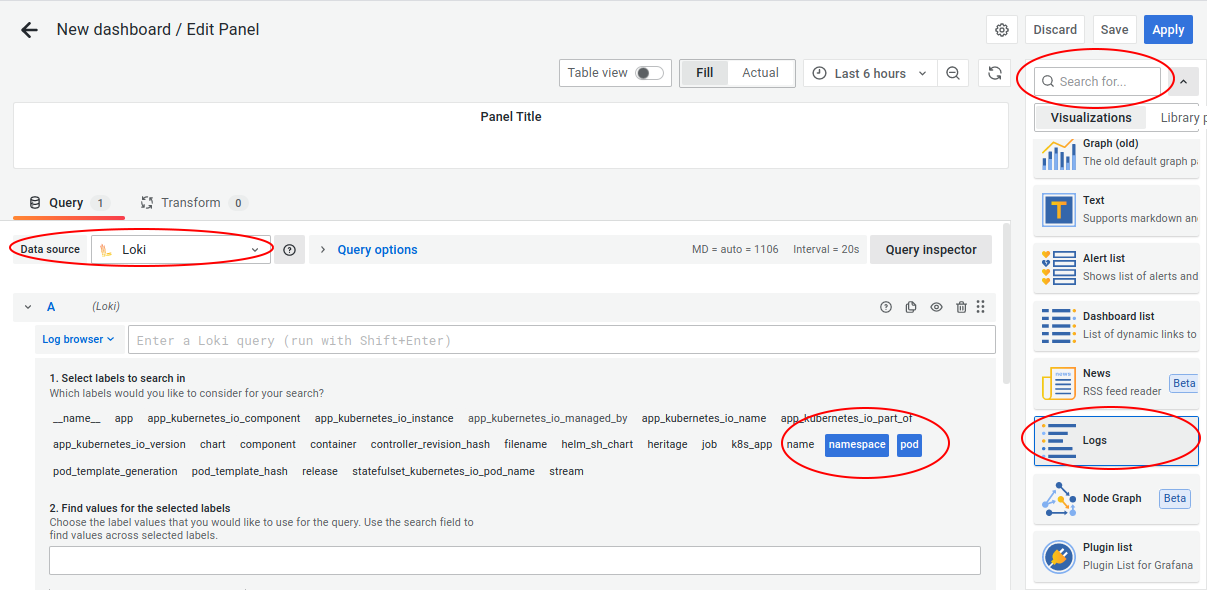 New dashboard / Edit Panel
Discard
Save
Apply
Table view
Fill
Actual
Last 6 hours
Search for...
Visualizations
Library p
Panel Title
Graph (old)
The old default graph pa
Text
Supports markdown an
Alert list
Shows list of alerts and
Dashboard list
List of dynamic links to
News
RSS feed reader
Beta
Logs
Node Graph
Beta
Plugin list
Plugin List for Grafana
Query 1
Transform 0
Data source
Loki
Query options
MD = auto = 1106
Interval = 20s
Query inspector
A
(Loki)
Log browser
Enter a Loki query (run with Shift+Enter)
1. Select labels to search in
Which labels would you like to consider for your search?
__name__ app app_kubernetes_io_component app_kubernetes_io_instance app_kubernetes_io_managed_by app_kubernetes_io_name app_kubernetes_io_part_of
app_kubernetes_io_version chart component container controller_revision_hash filename helm_sh_chart heritage job k8s_app name namespace pod
pod_template_generation pod_template_hash release statefulset_kubernetes_io_pod_name stream
2. Find values for the selected labels
Choose the label values that you would like to use for the query. Use the search field to
find values across selected labels.